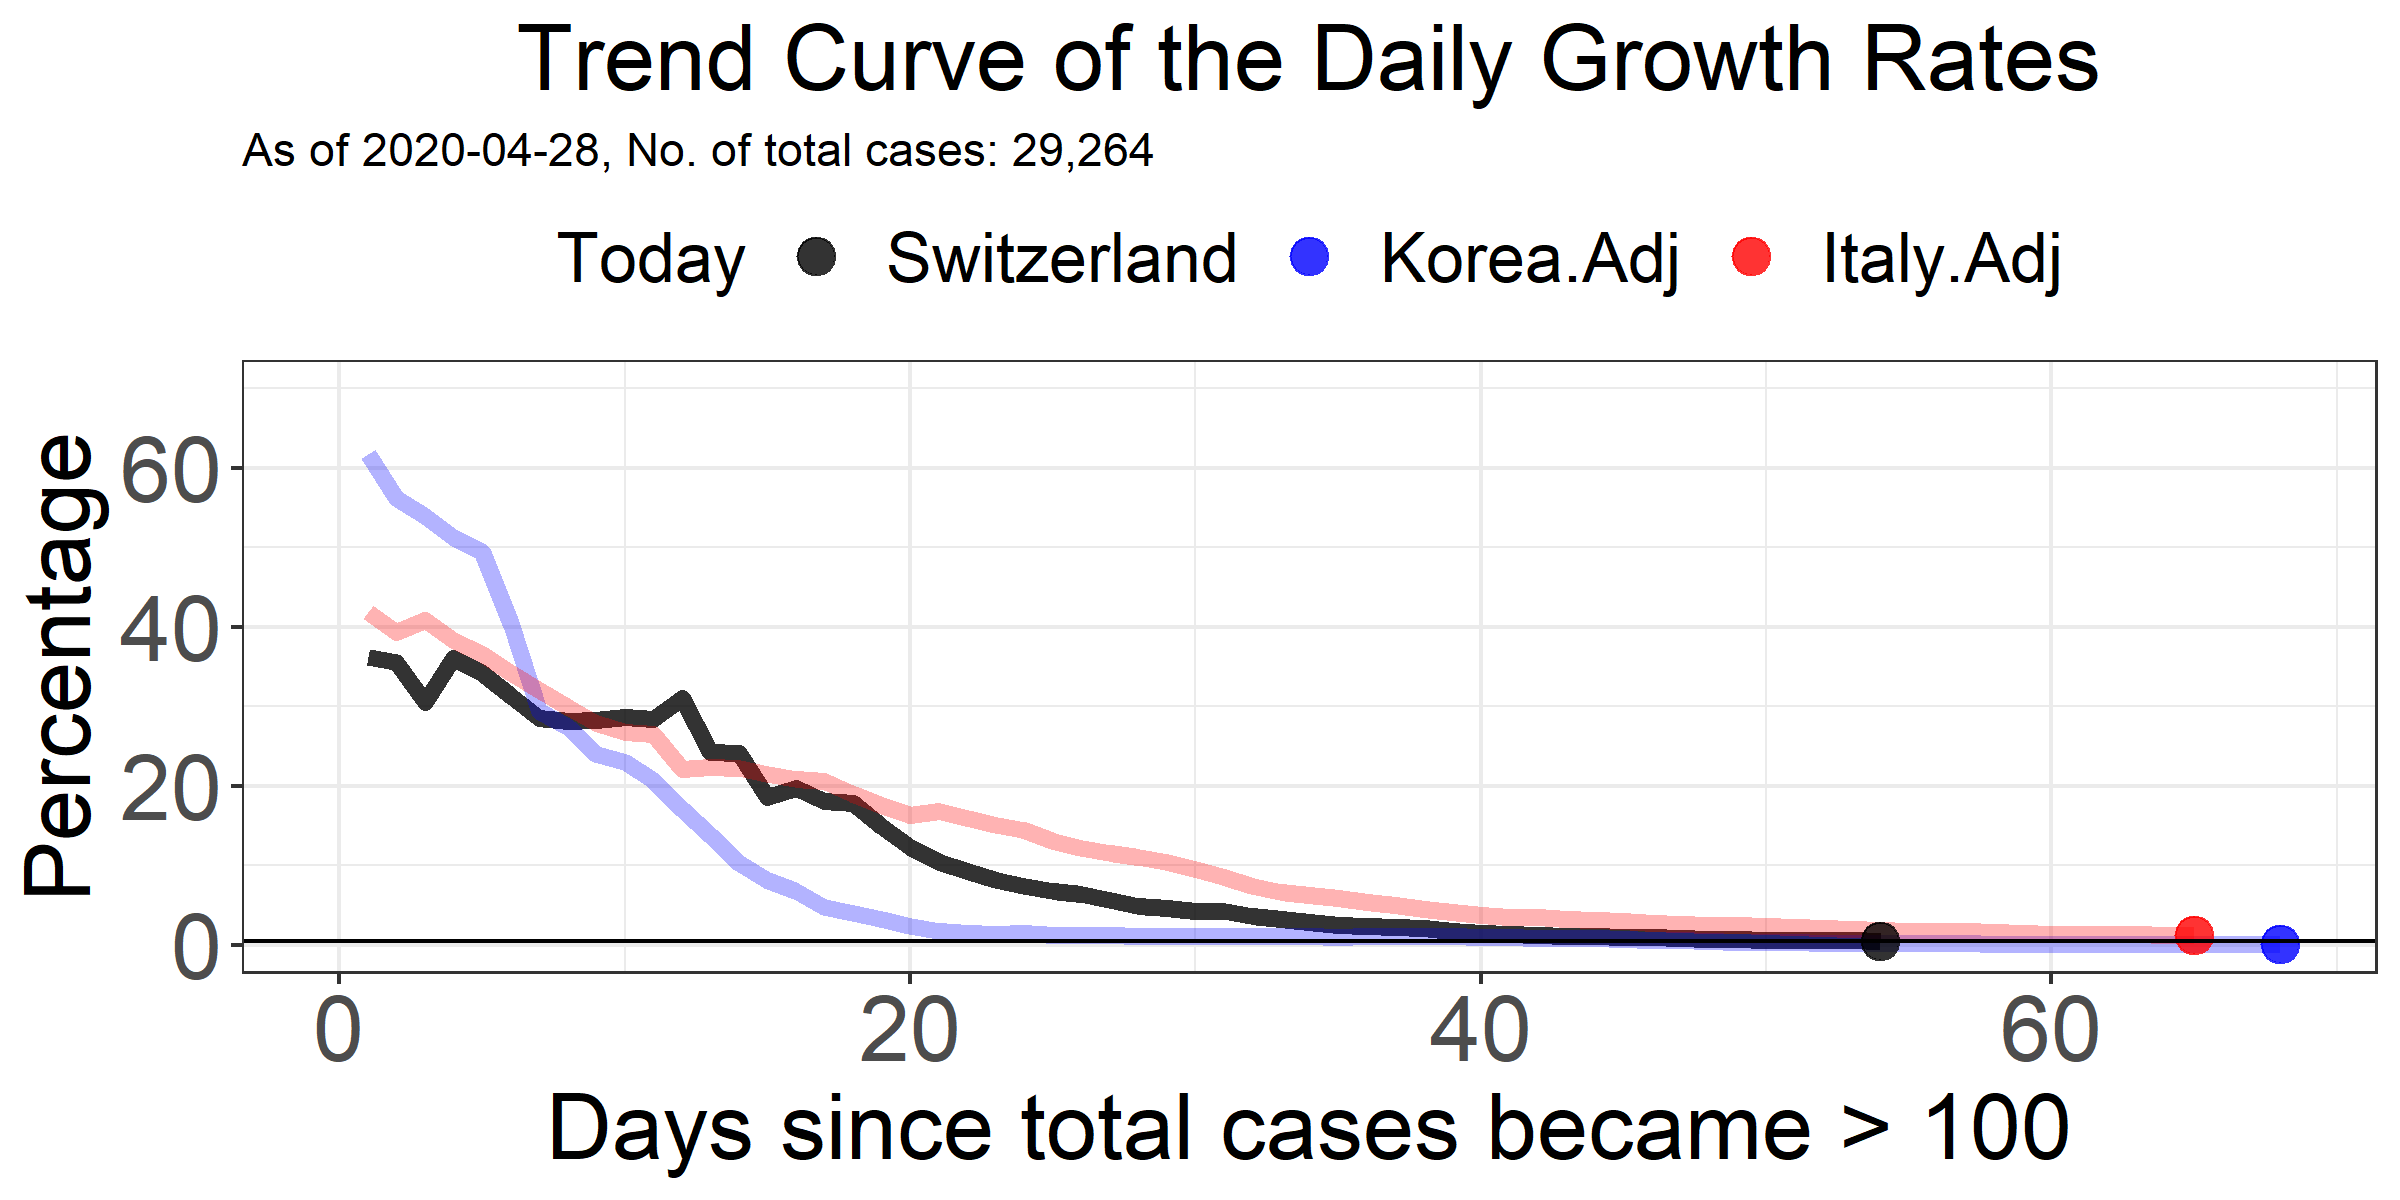 Trend Curve of the Daily Growth Rates
As of 2020-04-28, No. of total cases: 29,264
Today Switzerland Korea.Adj Italy.Adj
Percentage
60
40
20
0
0 20 40 60
Days since total cases became > 100